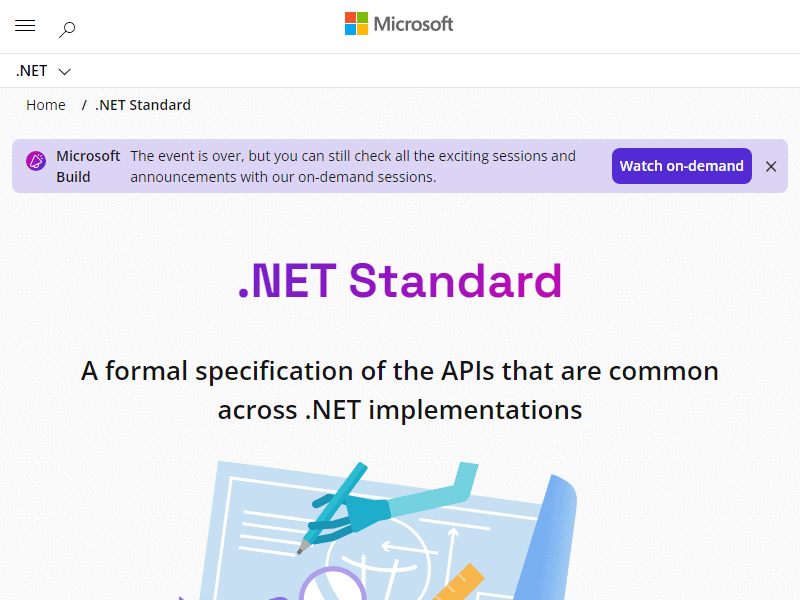 Microsoft
.NET
Home / .NET Standard
Microsoft Build
The event is over, but you can still check all the exciting sessions and
announcements with our on-demand sessions.
Watch on-demand
.NET Standard
A formal specification of the APIs that are common
across .NET implementations